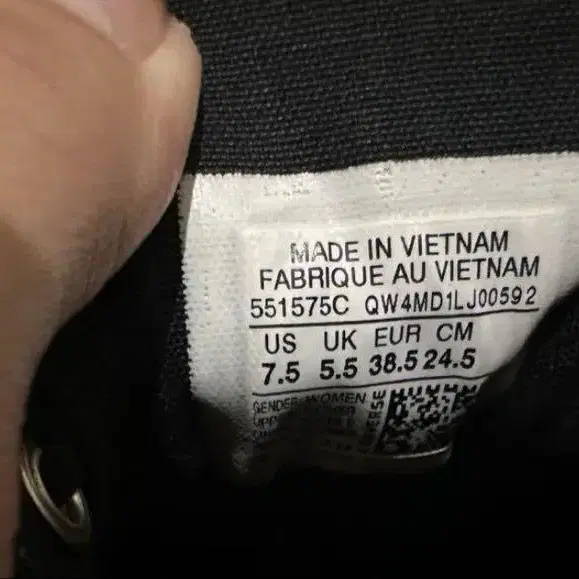 MADE IN VIETNAM
FABRIQUE AU VIETNAM
551575C QW4MD1LJ00592
US UK EUR CM
7.5 5.5 38.5 24.5
GENDER WOMEN